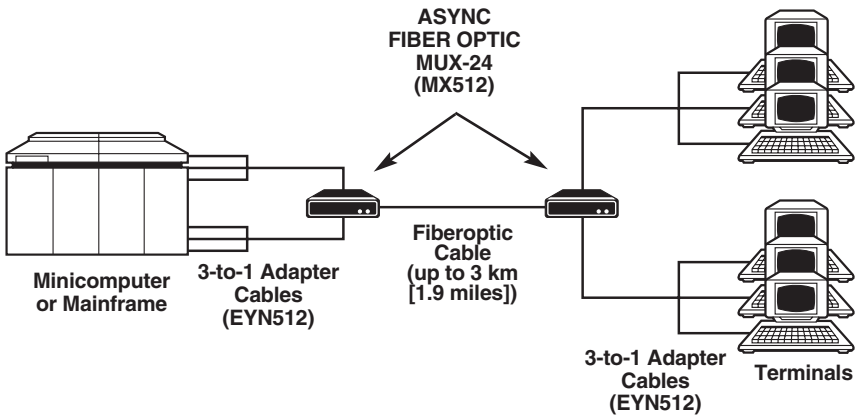 ASYNC
FIBER OPTIC
MUX-24
(MX512)
Minicomputer
or Mainframe
3-to-1 Adapter
Cables
(EYN512)
Fiberoptic
Cable
(up to 3 km
[1.9 miles])
3-to-1 Adapter
Cables
(EYN512)
Terminals